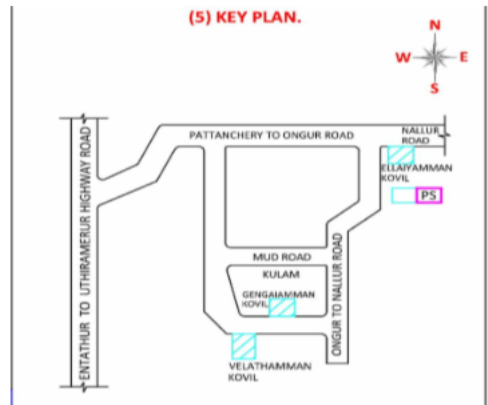 (5) KEY PLAN.
N
W E
S
PATTANCHERY TO ONGUR ROAD
NALLUR
ROAD
ELLAIYAMMAN
KOVIL
PS
ENTATHUR TO UTHIRAMERUR HIGHWAY ROAD
MUD ROAD
KULAM
GENGAIAMMAN
KOVIL
ONGUR TO NALLUR ROAD
VELATHAMMAN
KOVIL